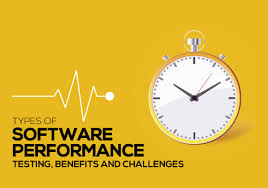 TYPES OF
SOFTWARE
PERFORMANCE
TESTING, BENEFITS AND CHALLENGES